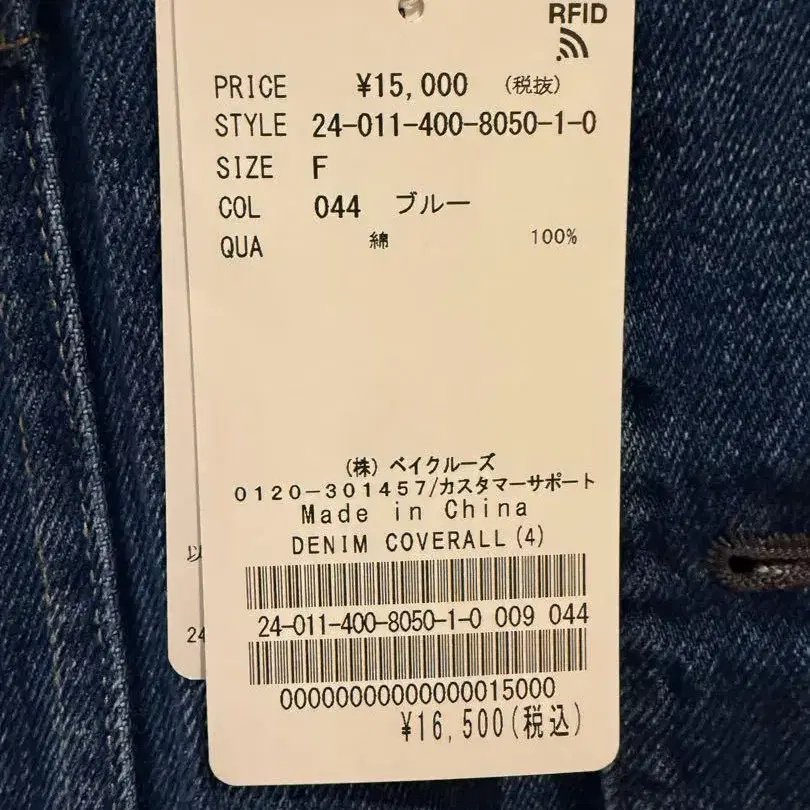 RFID
PRICE ¥15,000 (税抜)
STYLE 24-011-400-8050-1-0
SIZE F
COL 044 ブルー
QUA 綿 100%
(株) ベイクルーズ
0120-301457/カスタマーサポート
Made in China
DENIM COVERALL(4)
24-011-400-8050-1-0 009 044
00000000000000015000
¥16,500(税込)
以
24